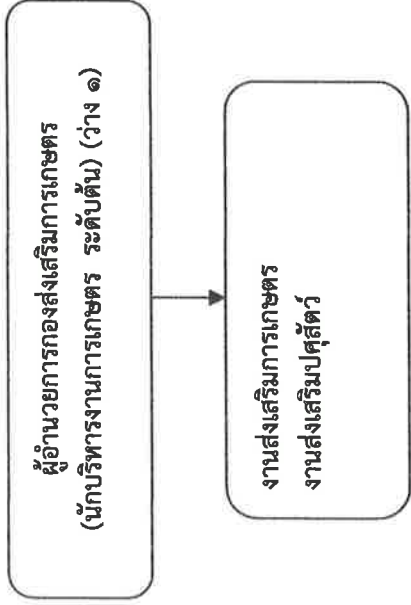 ผู้อำนวยการกองส่งเสริมการเกษตร
(นักบริหารงานการเกษตร ระดับต้น) (ว่าง ๑)
งานส่งเสริมการเกษตร
งานส่งเสริมปศุสัตว์